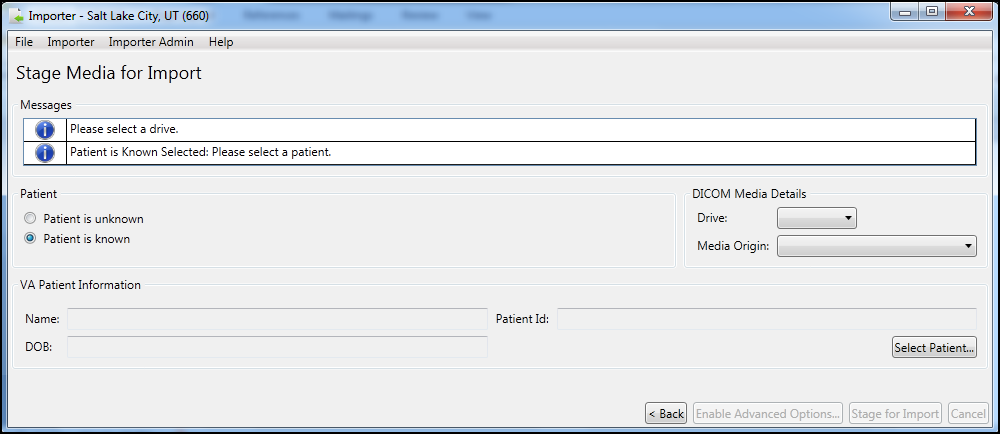 Importer - Salt Lake City, UT (660)
File Importer Importer Admin Help
Stage Media for Import
Messages
Please select a drive.
Patient is Known Selected: Please select a patient.
Patient
Patient is unknown
Patient is known
DICOM Media Details
Drive:
Media Origin:
VA Patient Information
Name:
Patient Id:
DOB:
Select Patient...
< Back
Enable Advanced Options...
Stage for Import
Cancel